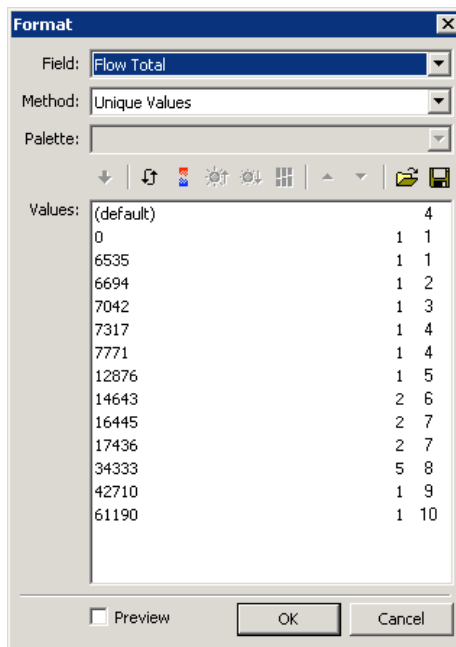 Format
Field: Flow Total
Method: Unique Values
Palette:
Values: (default) 4
0 1 1
6535 1 1
6694 1 2
7042 1 3
7317 1 4
7771 1 4
12876 1 5
14643 2 6
16445 2 7
17436 2 7
34333 5 8
42710 1 9
61190 1 10
Preview OK Cancel